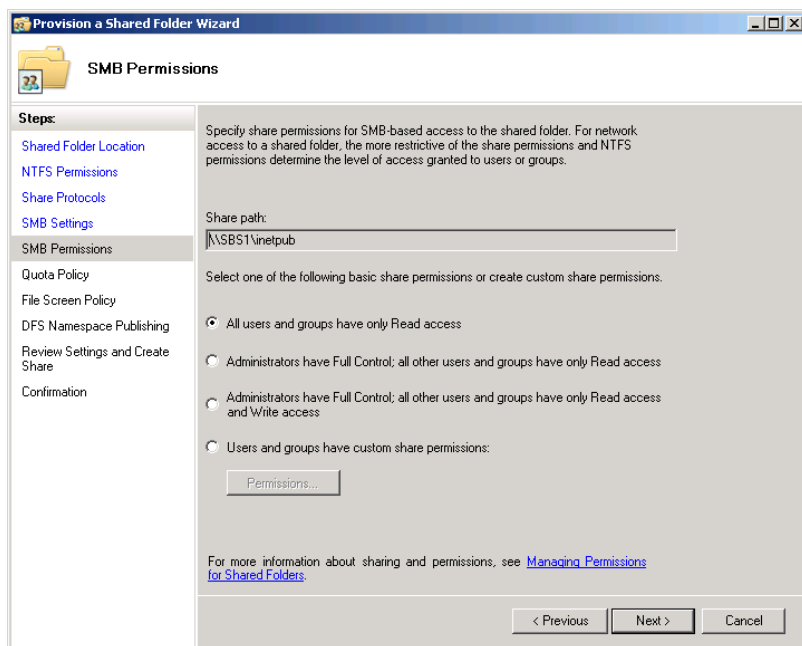 Provision a Shared Folder Wizard
SMB Permissions
Steps:
Shared Folder Location
NTFS Permissions
Share Protocols
SMB Settings
SMB Permissions
Quota Policy
File Screen Policy
DFS Namespace Publishing
Review Settings and Create
Share
Confirmation
Specify share permissions for SMB-based access to the shared folder. For network
access to a shared folder, the more restrictive of the share permissions and NTFS
permissions determine the level of access granted to users or groups.
Share path:
\\SBS1\inetpub
Select one of the following basic share permissions or create custom share permissions.
All users and groups have only Read access
Administrators have Full Control; all other users and groups have only Read access
Administrators have Full Control; all other users and groups have only Read access
and Write access
Users and groups have custom share permissions:
Permissions...
For more information about sharing and permissions, see Managing Permissions
for Shared Folders.
< Previous
Next >
Cancel